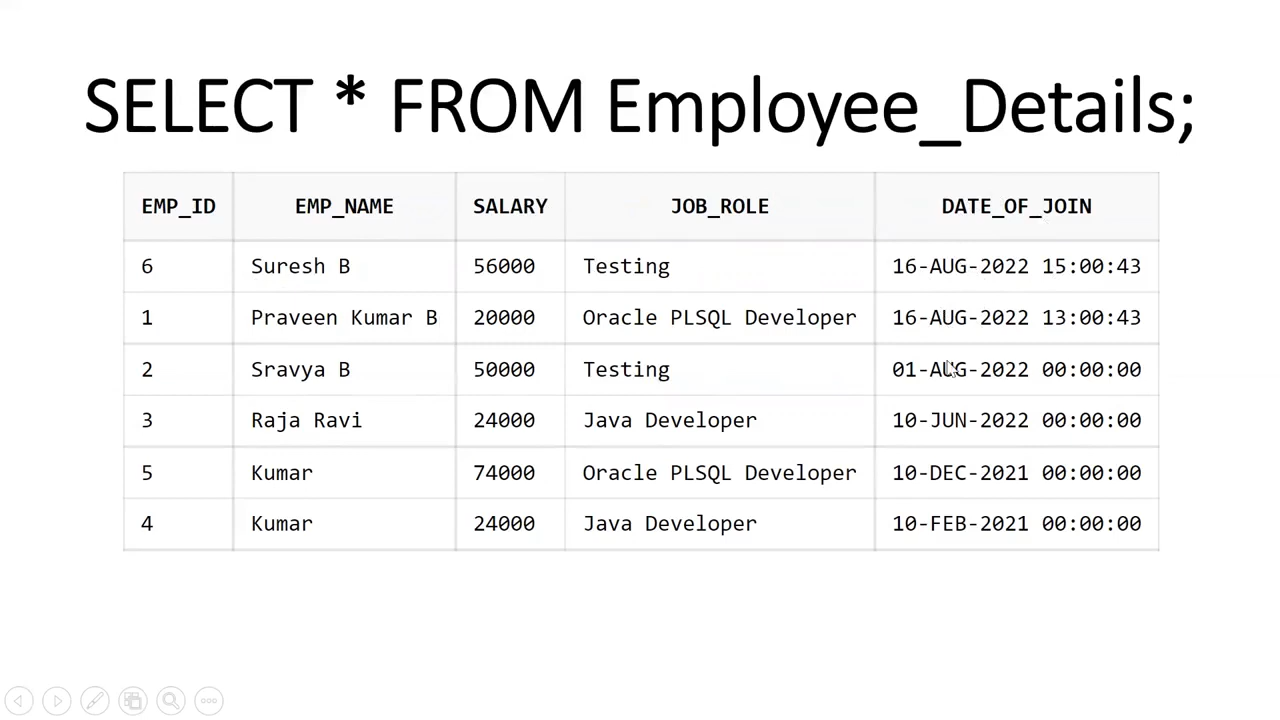 SELECT * FROM Employee_Details;
EMP_ID EMP_NAME SALARY JOB_ROLE DATE_OF_JOIN
6 Suresh B 56000 Testing 16-AUG-2022 15:00:43
1 Praveen Kumar B 20000 Oracle PLSQL Developer 16-AUG-2022 13:00:43
2 Sravya B 50000 Testing 01-AUG-2022 00:00:00
3 Raja Ravi 24000 Java Developer 10-JUN-2022 00:00:00
5 Kumar 74000 Oracle PLSQL Developer 10-DEC-2021 00:00:00
4 Kumar 24000 Java Developer 10-FEB-2021 00:00:00